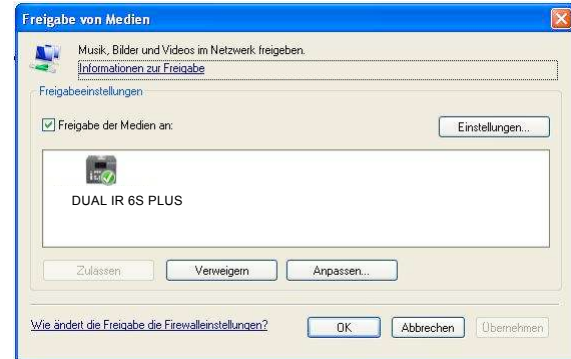 Freigabe von Medien
Musik, Bilder und Videos im Netzwerk freigeben.
Informationen zur Freigabe
Freigabeeinstellungen
Freigabe der Medien an:
Einstellungen...
DUAL IR 6S PLUS
Zulassen
Verweigern
Anpassen...
Wie ändert die Freigabe die Firewalleinstellungen?
OK
Abbrechen
Übernehmen